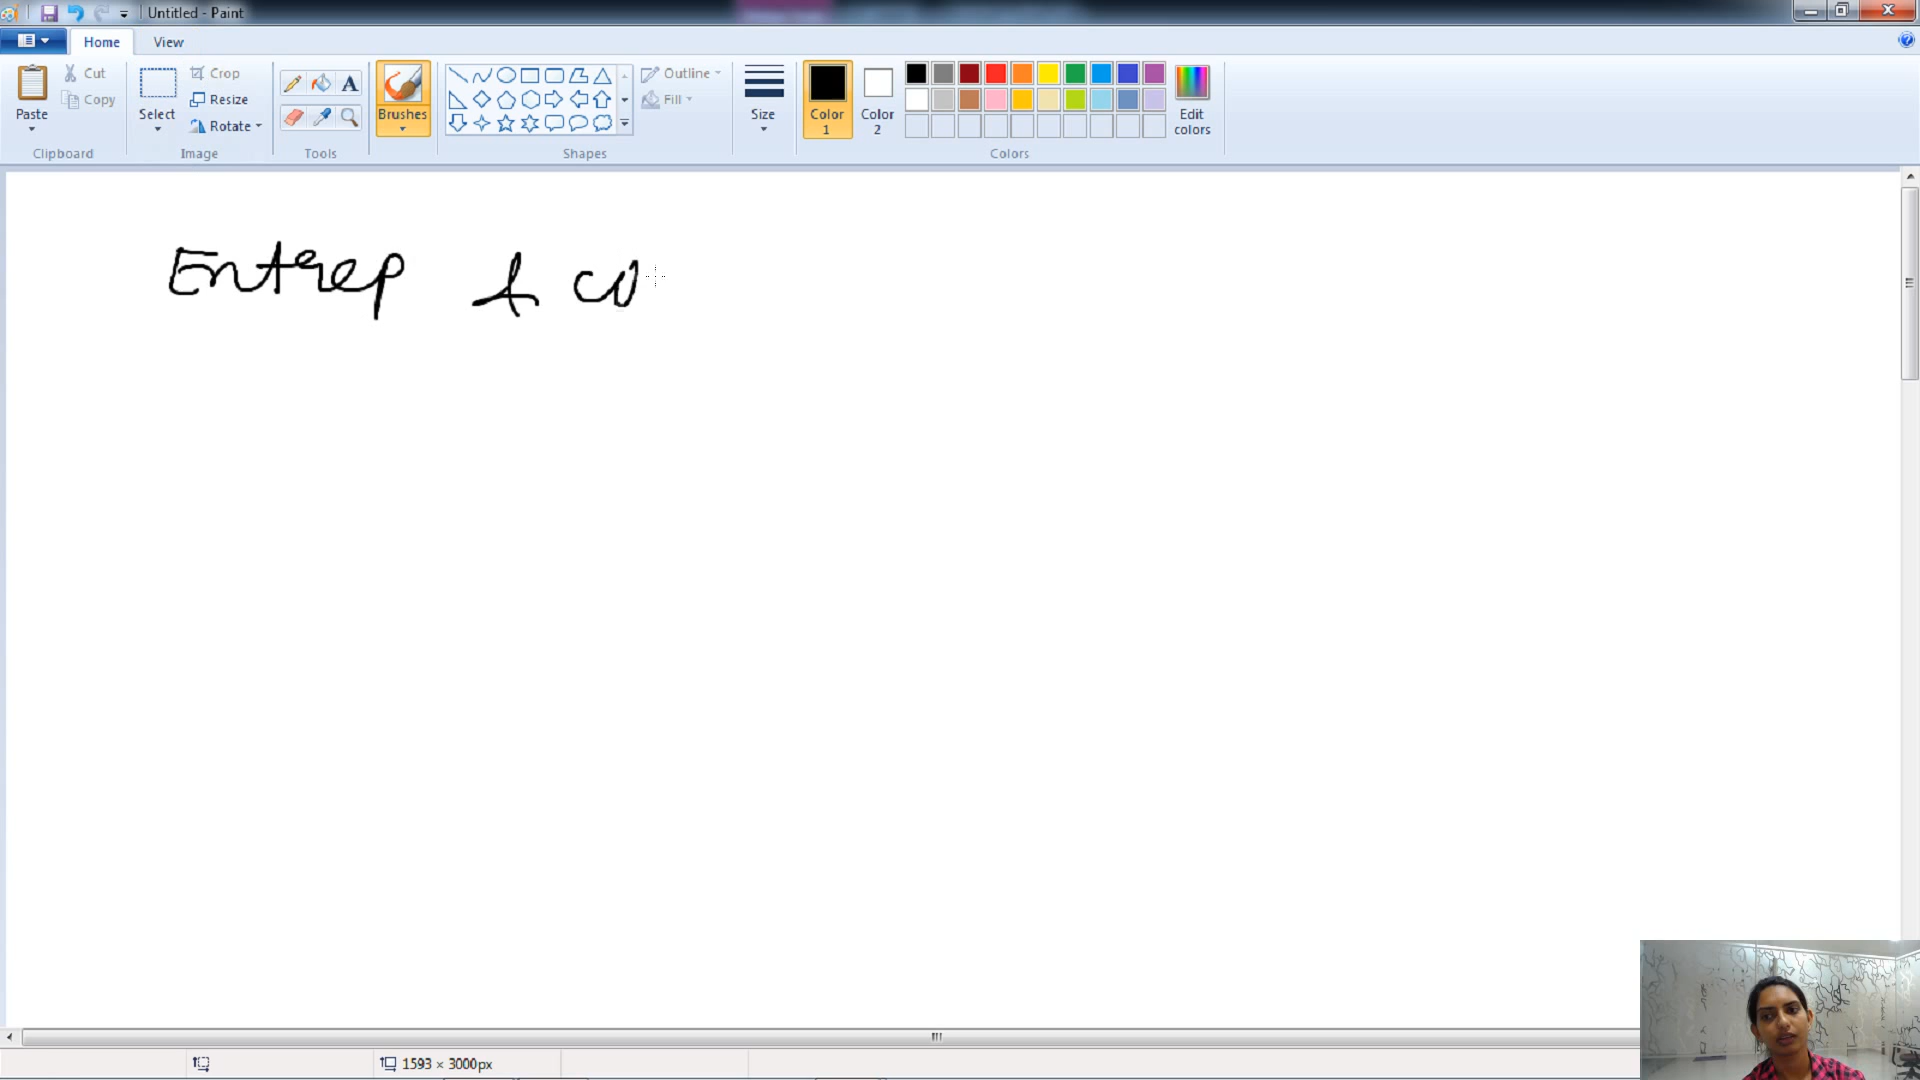 Untitled - Paint
Home View
Paste Cut Copy Clipboard
Select Crop Resize Rotate Image
A Tools
Brushes
Shapes Outline Fill
Size
Color 1 Color 2 Edit colors Colors
Entrep &
1593 × 3000px